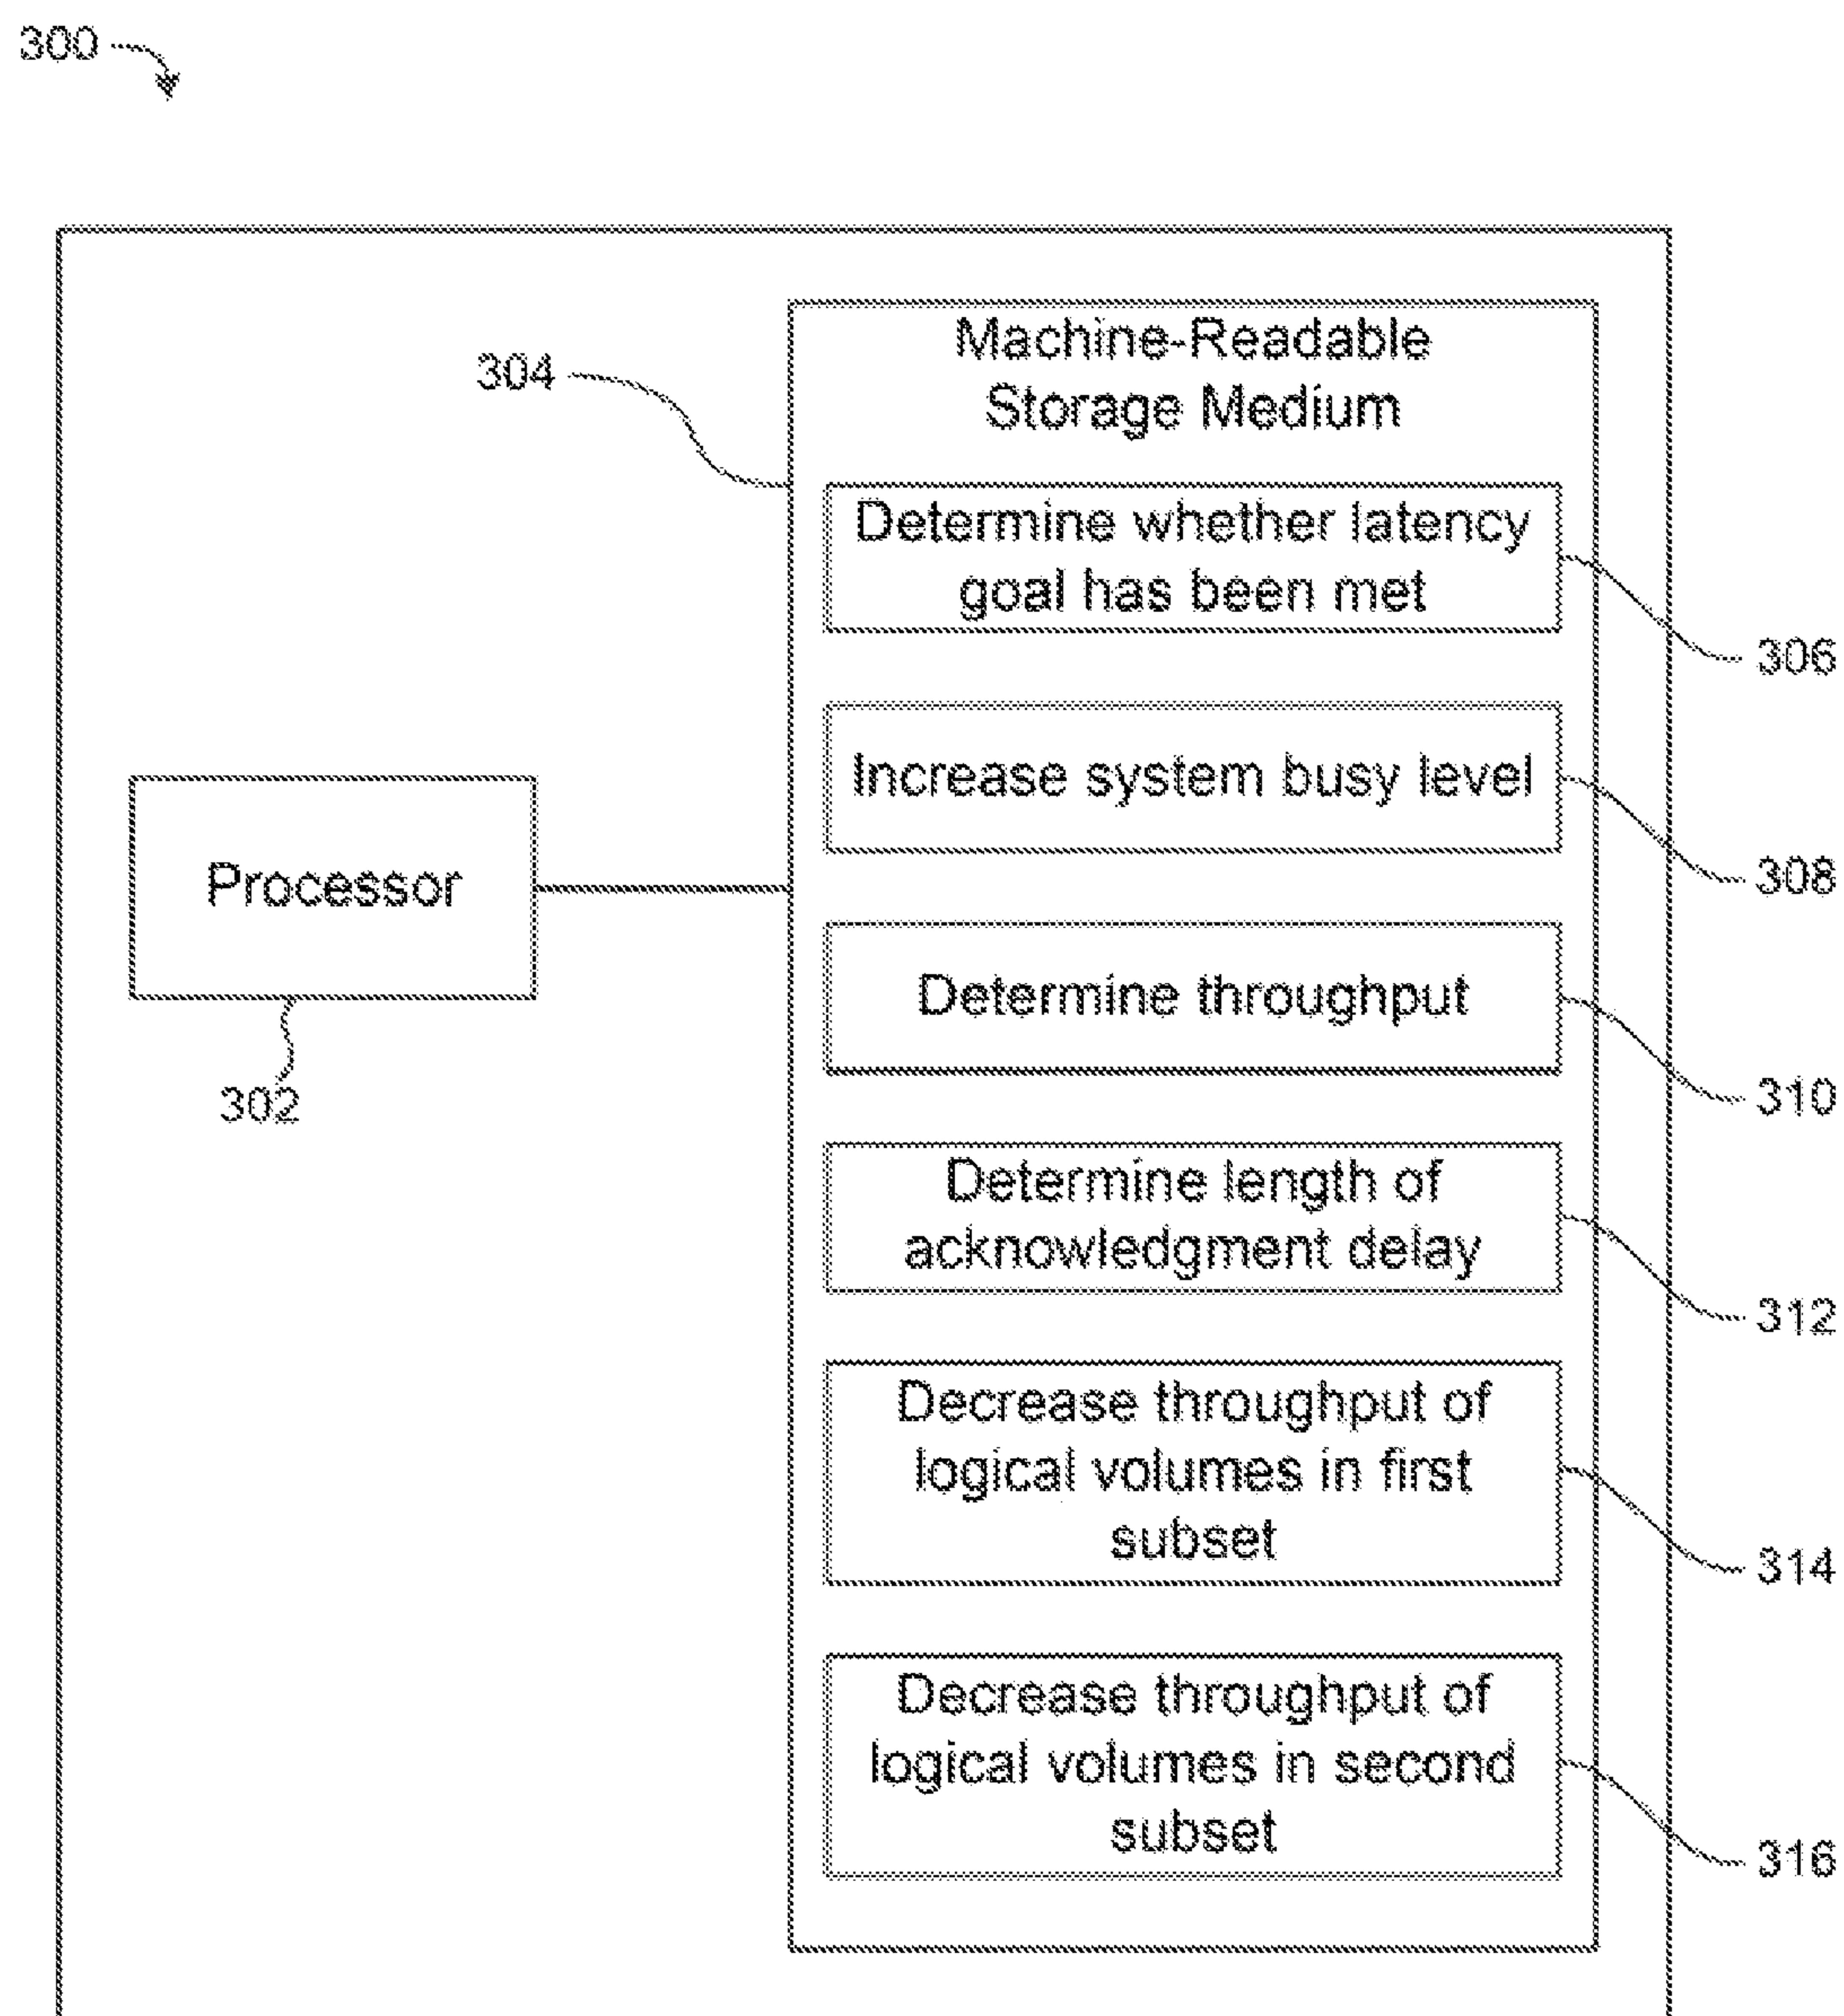 300
304
Machine-Readable
Storage Medium
Determine whether latency
goal has been met
306
Increase system busy level
308
Processor
302
Determine throughput
310
Determine length of
acknowledgment delay
312
Decrease throughput of
logical volumes in first
subset
314
Decrease throughput of
logical volumes in second
subset
316